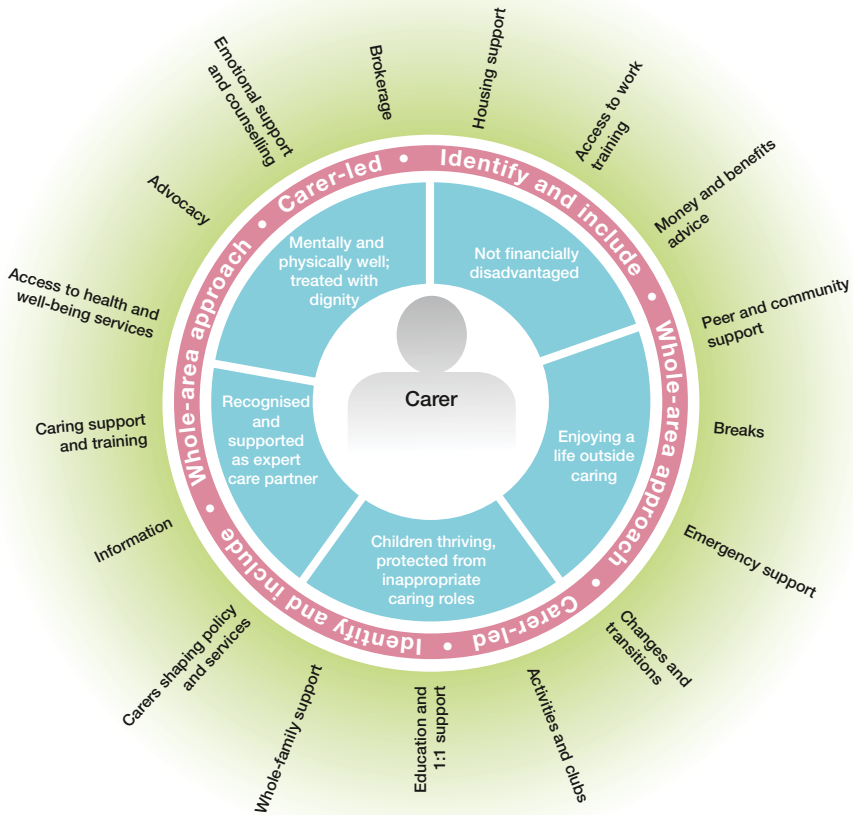 Housing support
Access to work
training
Money and benefits
advice
Peer and community
support
Breaks
Emergency support
Changes and
transitions
Activities and clubs
Education and
1:1 support
Whole-family support
Carers shaping policy
and services
Information
Caring support
and training
Access to health and
well-being services
Advocacy
Emotional support
and counselling
Brokerage
Identify and include • Whole-area approach • Carer-led • Identify and include • Whole-area approach • Carer-led •
Not financially
disadvantaged
Enjoying a
life outside
caring
Children thriving,
protected from
inappropriate
caring roles
Recognised
and
supported
as expert
care partner
Mentally and
physically well;
treated with
dignity
Carer